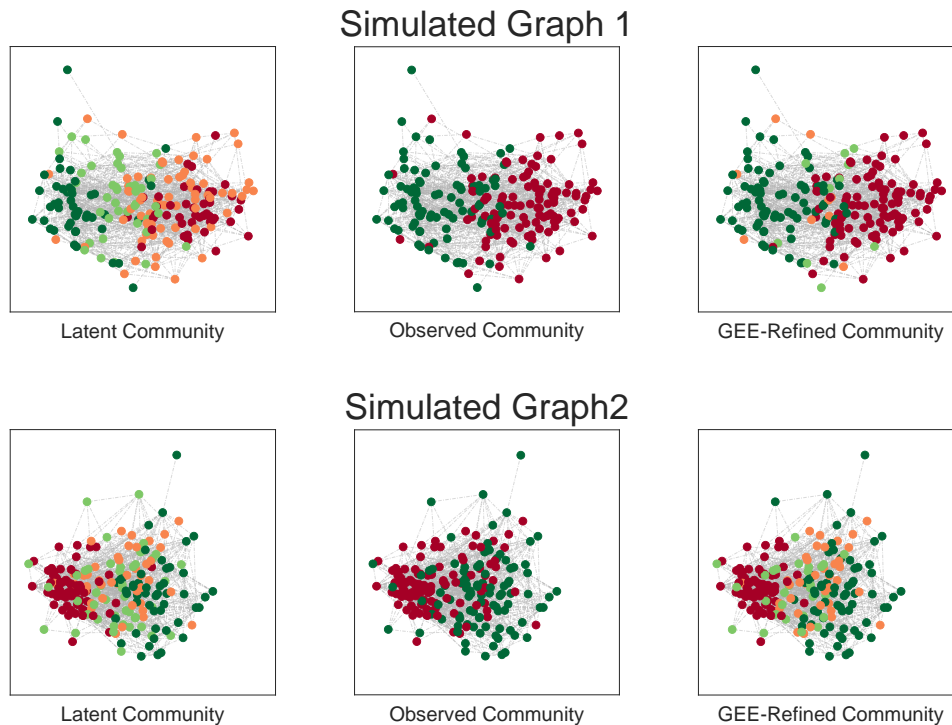 Simulated Graph 1
Latent Community
Observed Community
GEE-Refined Community
Simulated Graph2
Latent Community
Observed Community
GEE-Refined Community